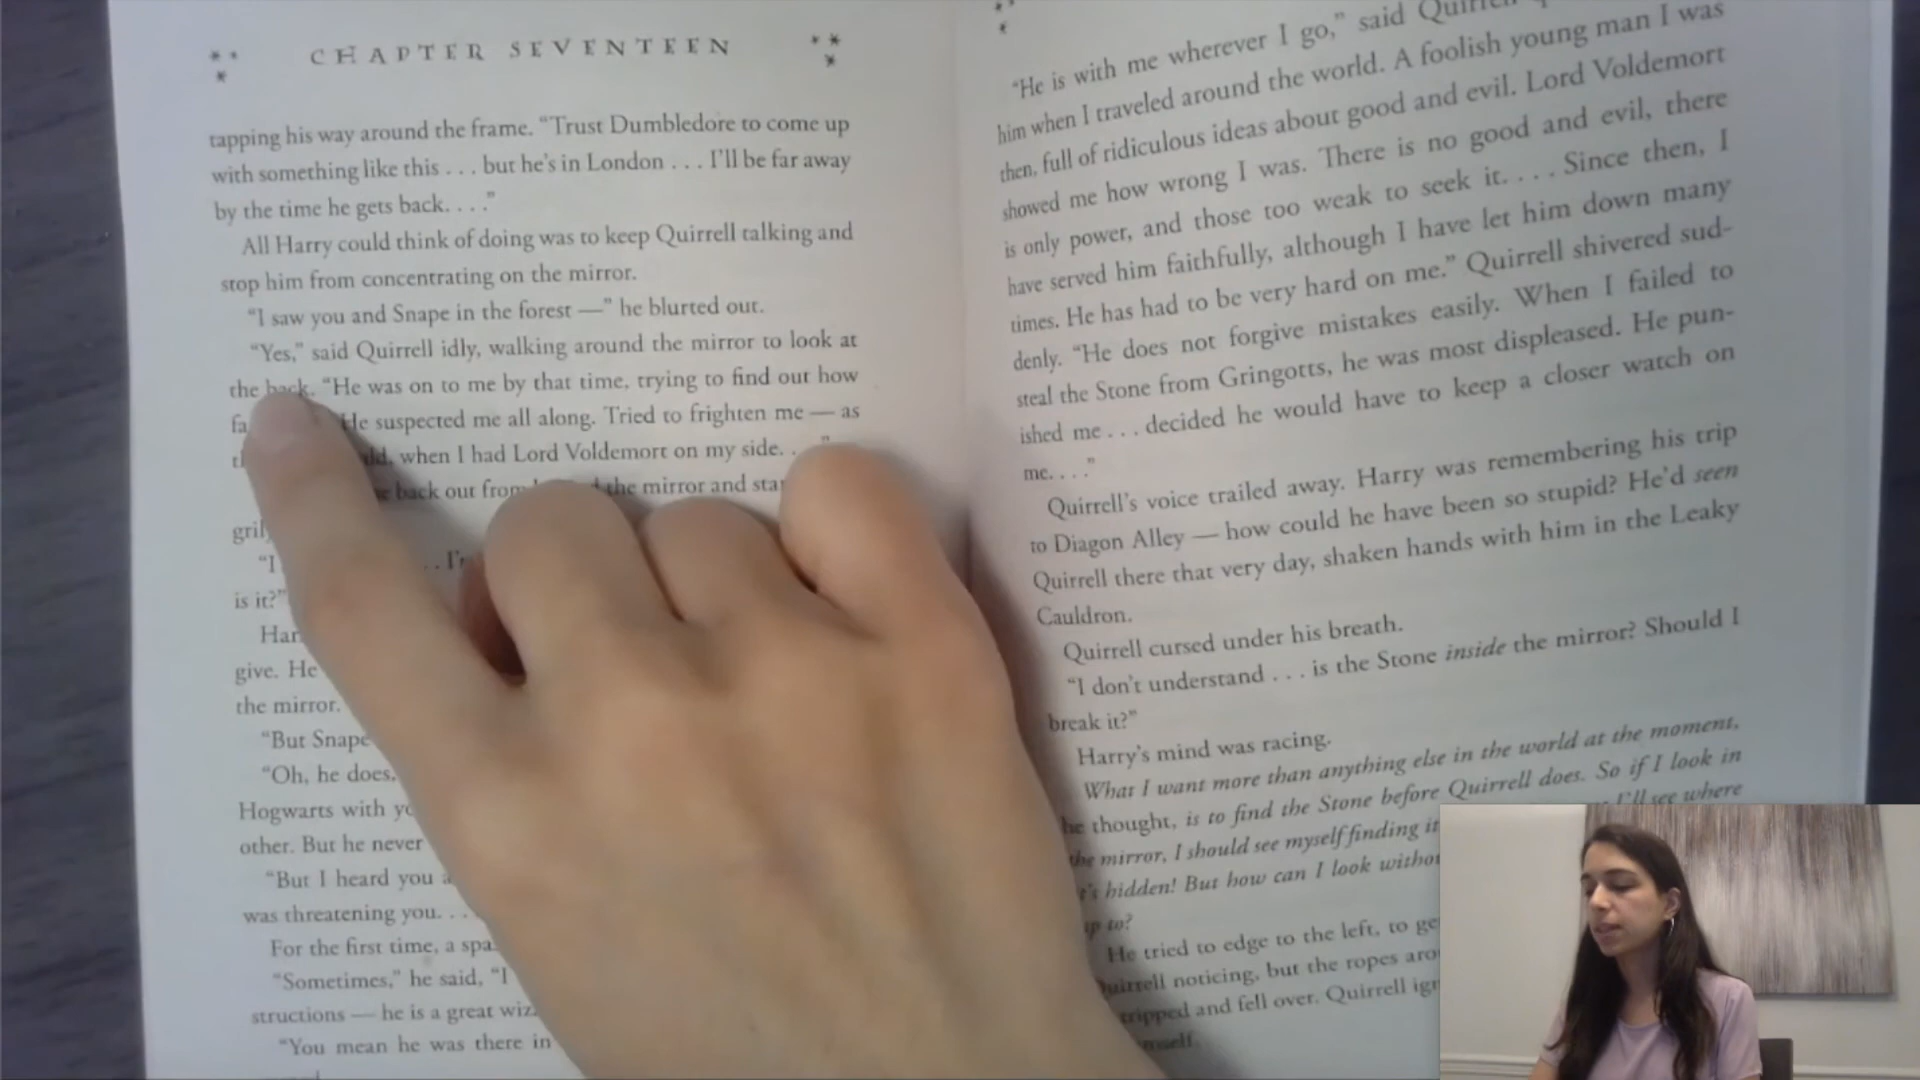 CHAPTER SEVENTEEN
tapping his way around the frame. “Trust Dumbledore to come up
with something like this . . . but he’s in London . . . I’ll be far away
by the time he gets back. . . .”
All Harry could think of doing was to keep Quirrell talking and
stop him from concentrating on the mirror.
“I saw you and Snape in the forest —” he blurted out.
“Yes,” said Quirrell idly, walking around the mirror to look at
the back. “He was on to me by that time, trying to find out how
He suspected me all along. Tried to frighten me — as
when I had Lord Voldemort on my side. . .
back out from the mirror and
“I
is it?”
give. He
the mirror.
“But Snape
“Oh, he does,
Hogwarts with
other. But he never
“But I heard you
was threatening you. . .
For the first time, a
“Sometimes,” he said, “I
structions — he is a great
“You mean he was there in
“He is with me wherever I go,” said
him when I traveled around the world. A foolish young man I was
then, full of ridiculous ideas about good and evil. Lord Voldemort
showed me how wrong I was. There is no good and evil, there
is only power, and those too weak to seek it. . . . Since then, I
have served him faithfully, although I have let him down many
times. He has had to be very hard on me.” Quirrell shivered sud-
denly. “He does not forgive mistakes easily. When I failed to
steal the Stone from Gringotts, he was most displeased. He pun-
ished me . . . decided he would have to keep a closer watch on
me. . . .”
Quirrell’s voice trailed away. Harry was remembering his trip
to Diagon Alley — how could he have been so stupid? He’d seen
Quirrell there that very day, shaken hands with him in the Leaky
Cauldron.
Quirrell cursed under his breath.
“I don’t understand . . . is the Stone inside the mirror? Should I
break it?”
Harry’s mind was racing.
What I want more than anything else in the world at the moment,
he thought, is to find the Stone before Quirrell does. So if I look in
the mirror, I should see myself finding it I’ll see where
it’s hidden! But how can I look
up to?
He tried to edge to the left, to
Quirrell noticing, but the ropes
tripped and fell over. Quirrell